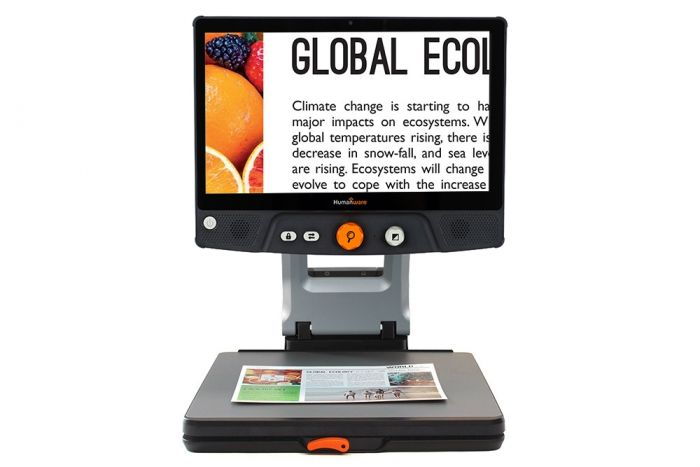 GLOBAL ECOL
Climate change is starting to ha
major impacts on ecosystems. W
global temperatures rising, there is
decrease in snow-fall, and sea leve
are rising. Ecosystems will change
evolve to cope with the increase
HumanWare
GLOBAL ECOLOGY
WORLD